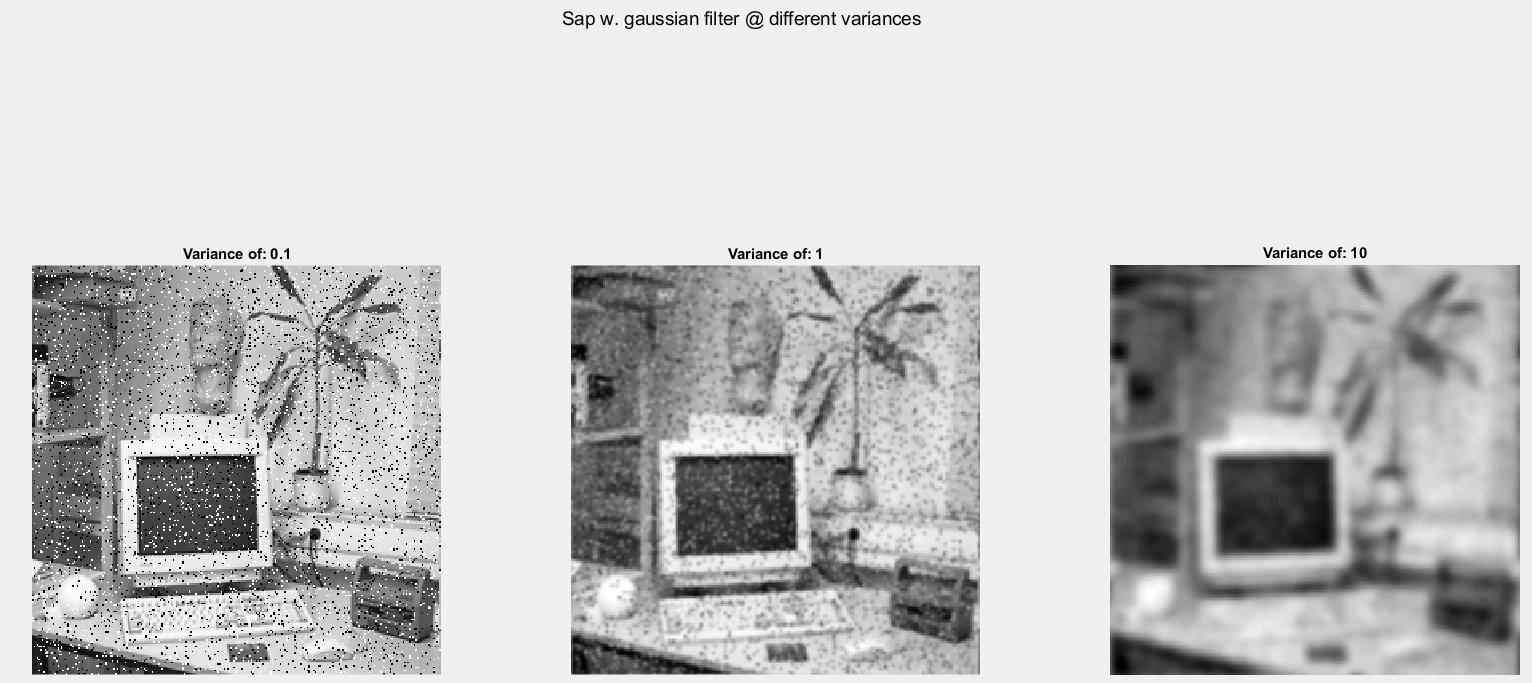 Sap w. gaussian filter @ different variances
Variance of: 0.1
Variance of: 1
Variance of: 10